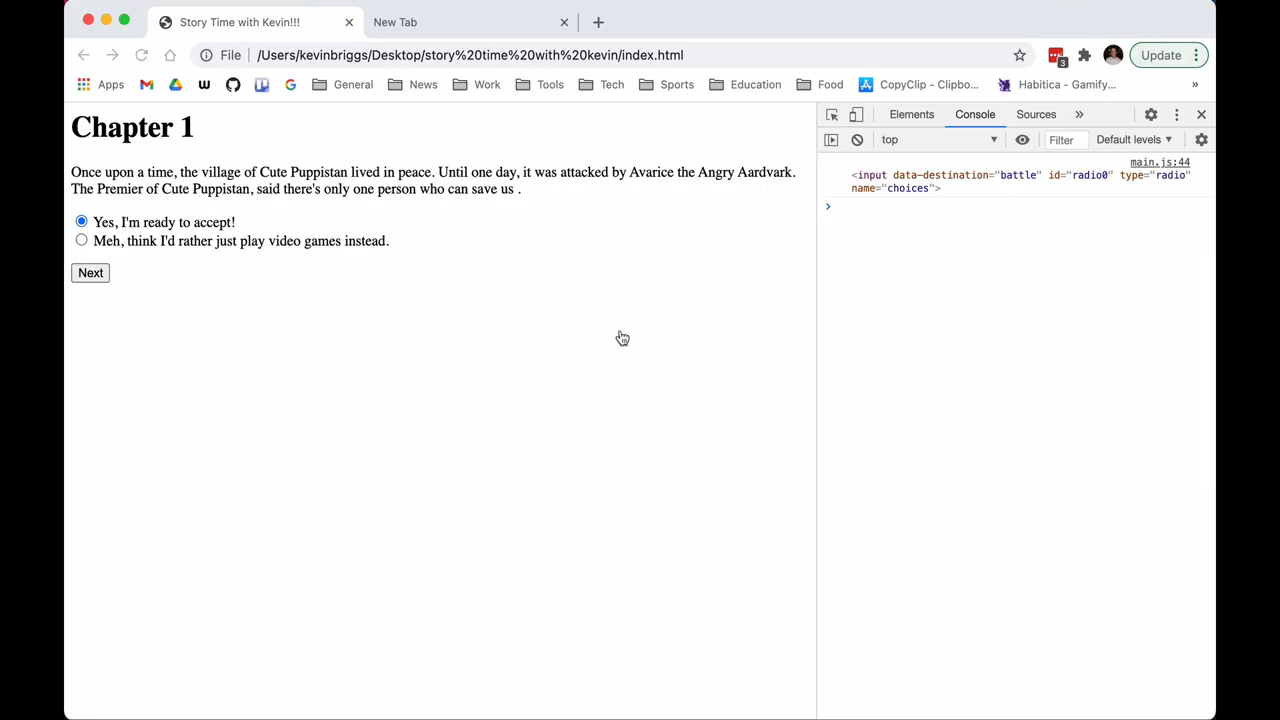 Story Time with Kevin!!!
New Tab
File
/Users/kevinbriggs/Desktop/story%20time%20with%20kevin/index.html
3
Update
Apps
General
News
Work
Tools
Tech
Sports
Education
Food
CopyClip - Clipbo...
Habitica - Gamify...
»
Chapter 1
Once upon a time, the village of Cute Puppistan lived in peace. Until one day, it was attacked by Avarice the Angry Aardvark.
The Premier of Cute Puppistan, said there's only one person who can save us .
Yes, I'm ready to accept!
Meh, think I'd rather just play video games instead.
Next
Elements
Console
Sources
»
top
Filter
Default levels
main.js:44
<input data-destination="battle" id="radio0" type="radio"
name="choices">